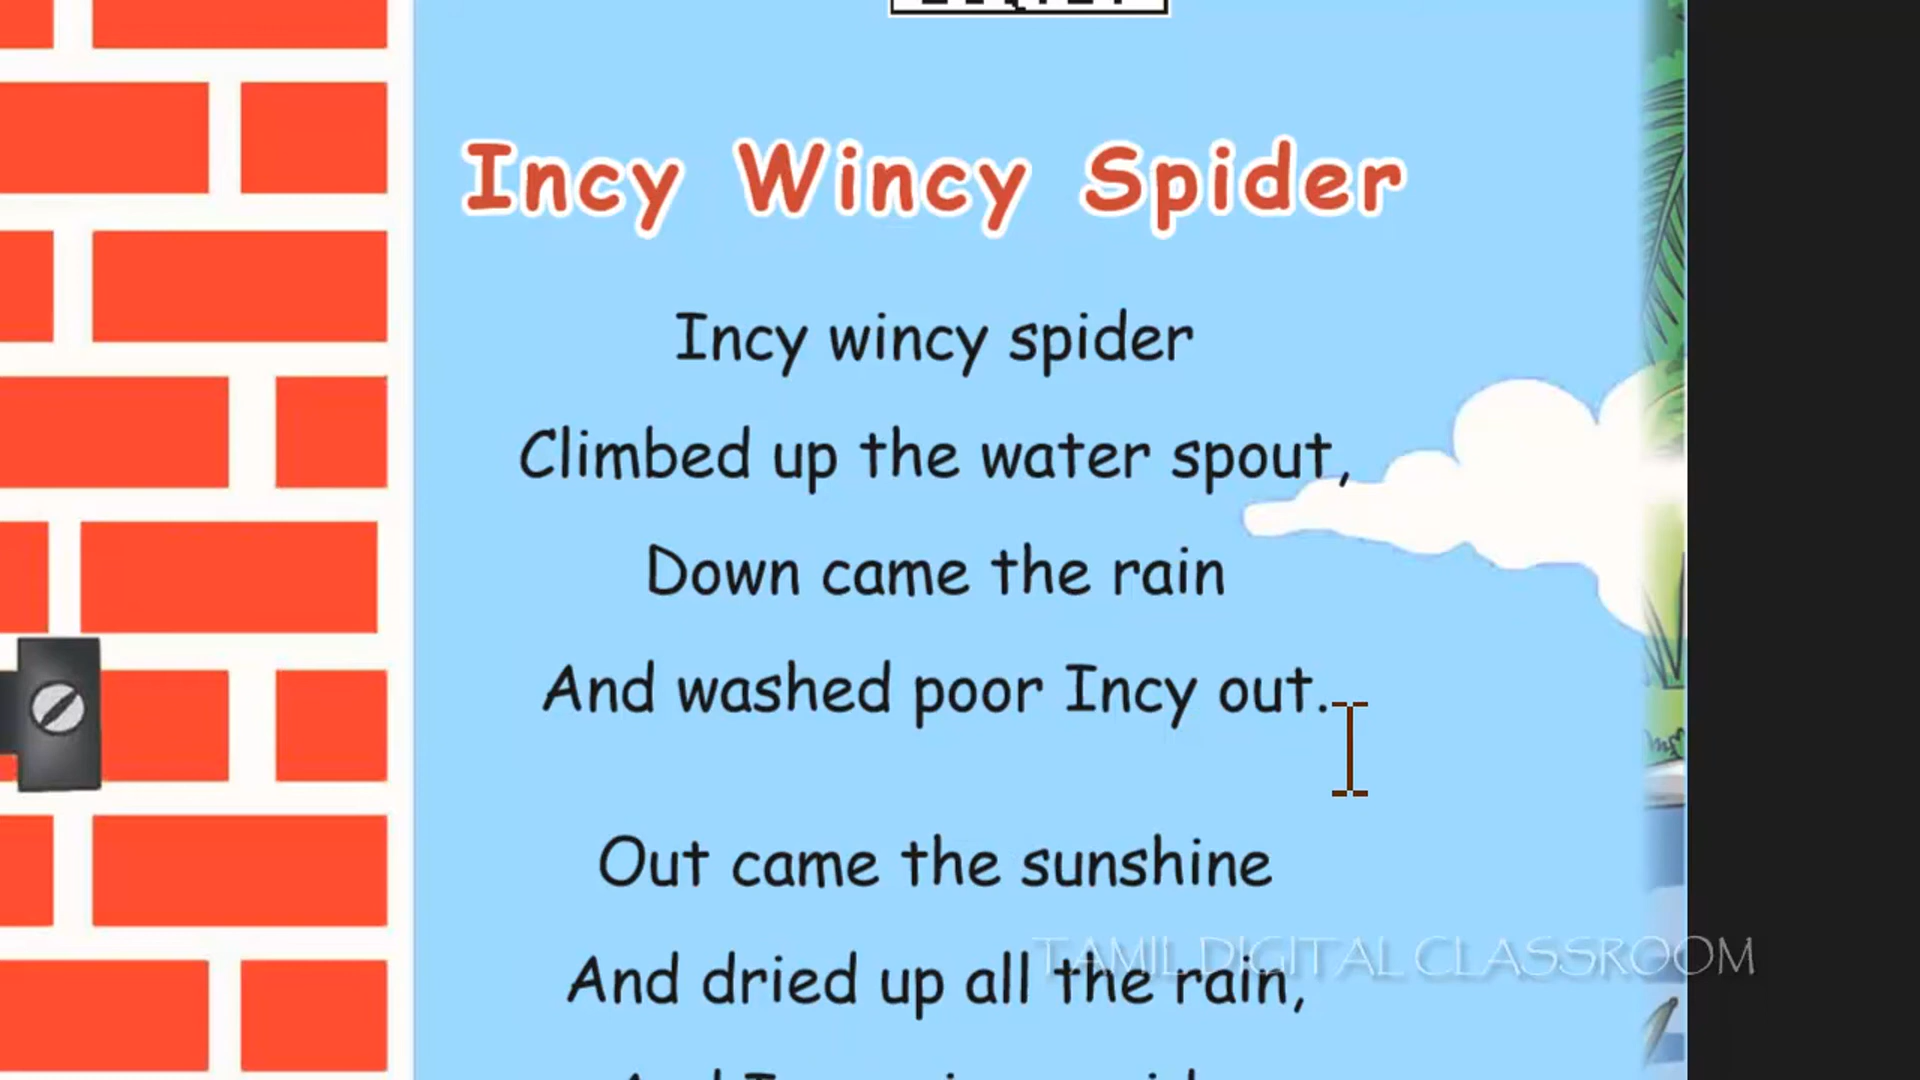 Incy Wincy Spider
Incy wincy spider
Climbed up the water spout,
Down came the rain
And washed poor Incy out.
Out came the sunshine
TAMIL DIGITAL CLASSROOM
And dried up all the rain,